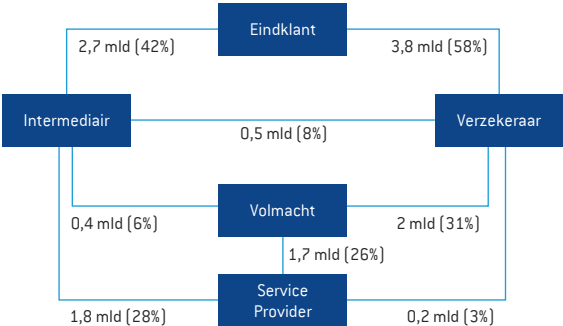 Eindklant
2,7 mld (42%)
3,8 mld (58%)
Intermediair
Verzekeraar
0,5 mld (8%)
Volmacht
0,4 mld (6%)
2 mld (31%)
1,7 mld (26%)
Service
Provider
1,8 mld (28%)
0,2 mld (3%)